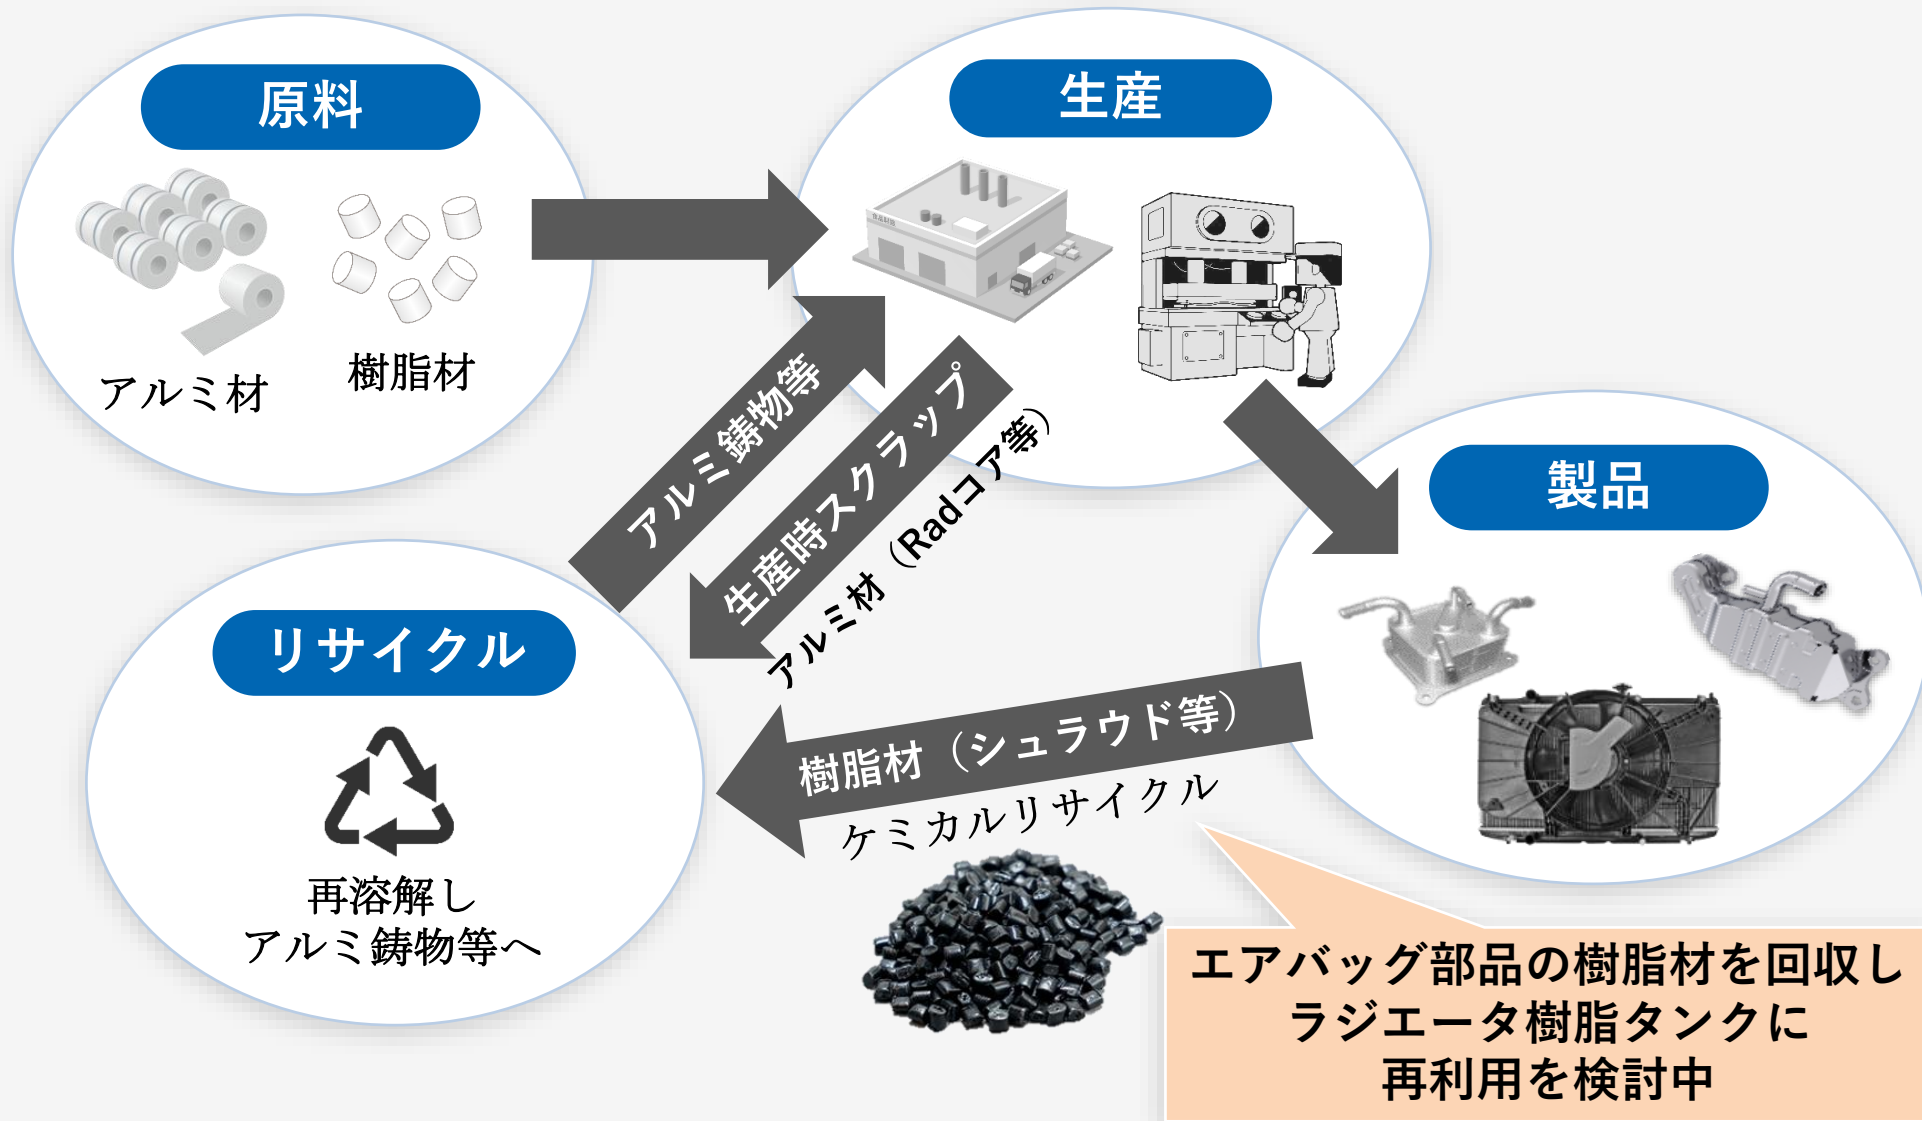 原料
アルミ材
樹脂材
生産
アルミ鋳物等
生産時スクラップ
アルミ材（Radコア等）
製品
リサイクル
再溶解し
アルミ鋳物等へ
樹脂材（シュラウド等）
ケミカルリサイクル
エアバッグ部品の樹脂材を回収し
ラジエータ樹脂タンクに
再利用を検討中